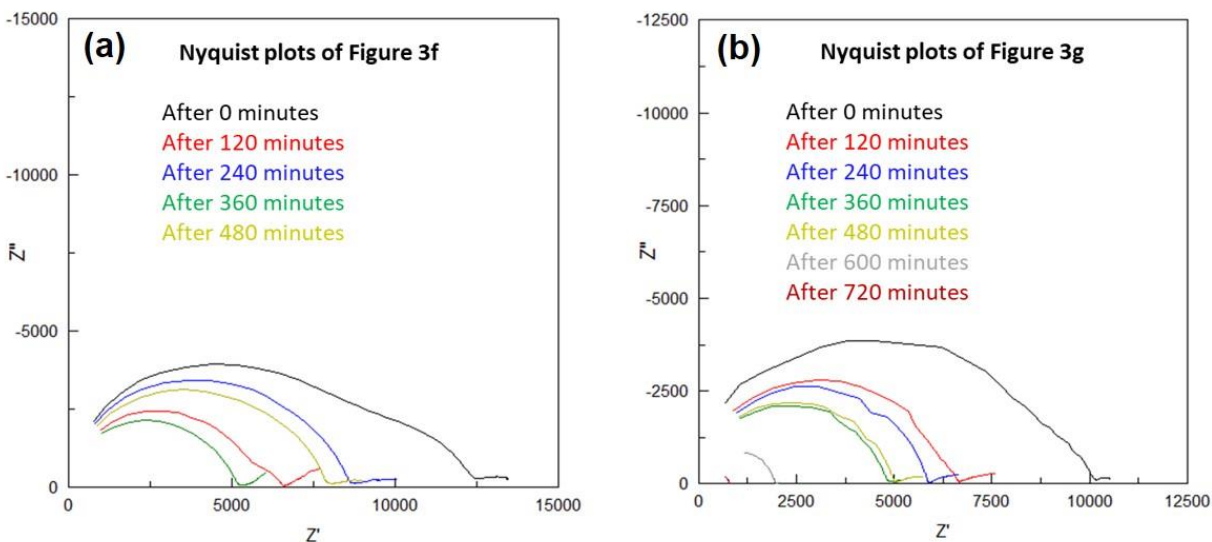 (a)
Nyquist plots of Figure 3f
After 0 minutes
After 120 minutes
After 240 minutes
After 360 minutes
After 480 minutes
-15000
-10000
-5000
0
Z"
0
5000
10000
15000
Z'
(b)
Nyquist plots of Figure 3g
After 0 minutes
After 120 minutes
After 240 minutes
After 360 minutes
After 480 minutes
After 600 minutes
After 720 minutes
-12500
-10000
-7500
-5000
-2500
0
Z"
0
2500
5000
7500
10000
12500
Z'